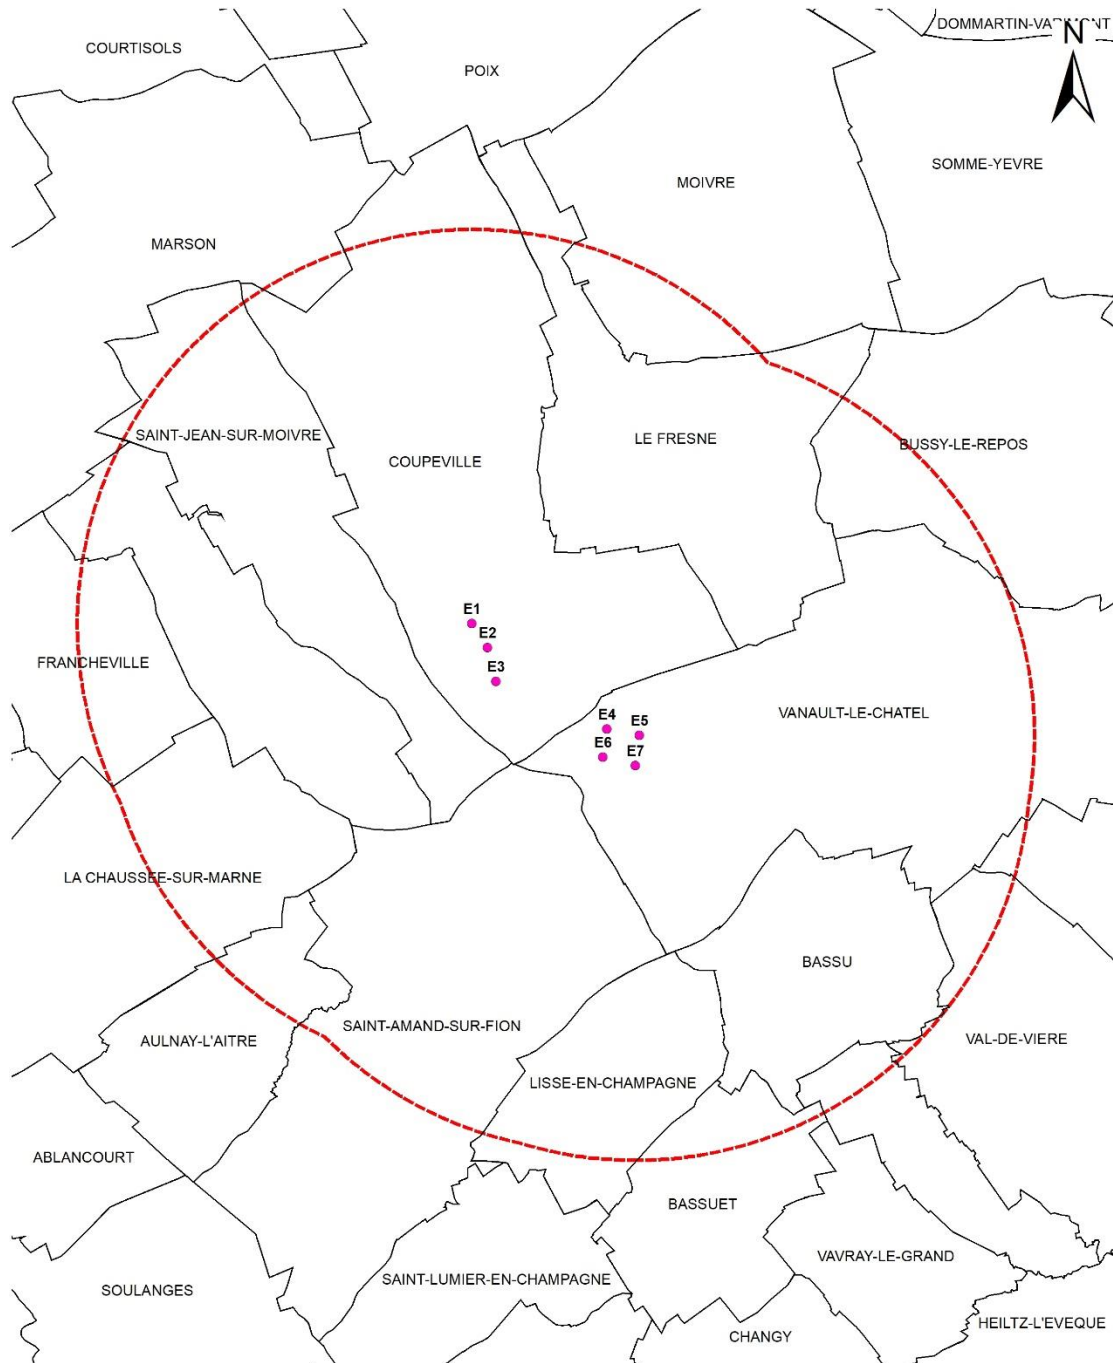 DOMMARTIN-VARIMONT
N
COURTISOLS
POIX
SOMME-YEVRE
MOIVRE
MARSON
SAINT-JEAN-SUR-MOIVRE
LE FRESNE
BUSSY-LE-REPOS
COUPEVILLE
E1
E2
FRANCHEVILLE
E3
VANAULT-LE-CHATEL
E4
E5
E6
E7
LA CHAUSSEE-SUR-MARNE
BASSU
SAINT-AMAND-SUR-FION
AULNAY-L'AITRE
VAL-DE-VIERE
LISSE-EN-CHAMPAGNE
ABLANCOURT
BASSUET
VAVRAY-LE-GRAND
SAINT-LUMIER-EN-CHAMPAGNE
SOULANGES
HEILTZ-L'EVEQUE
CHANGY